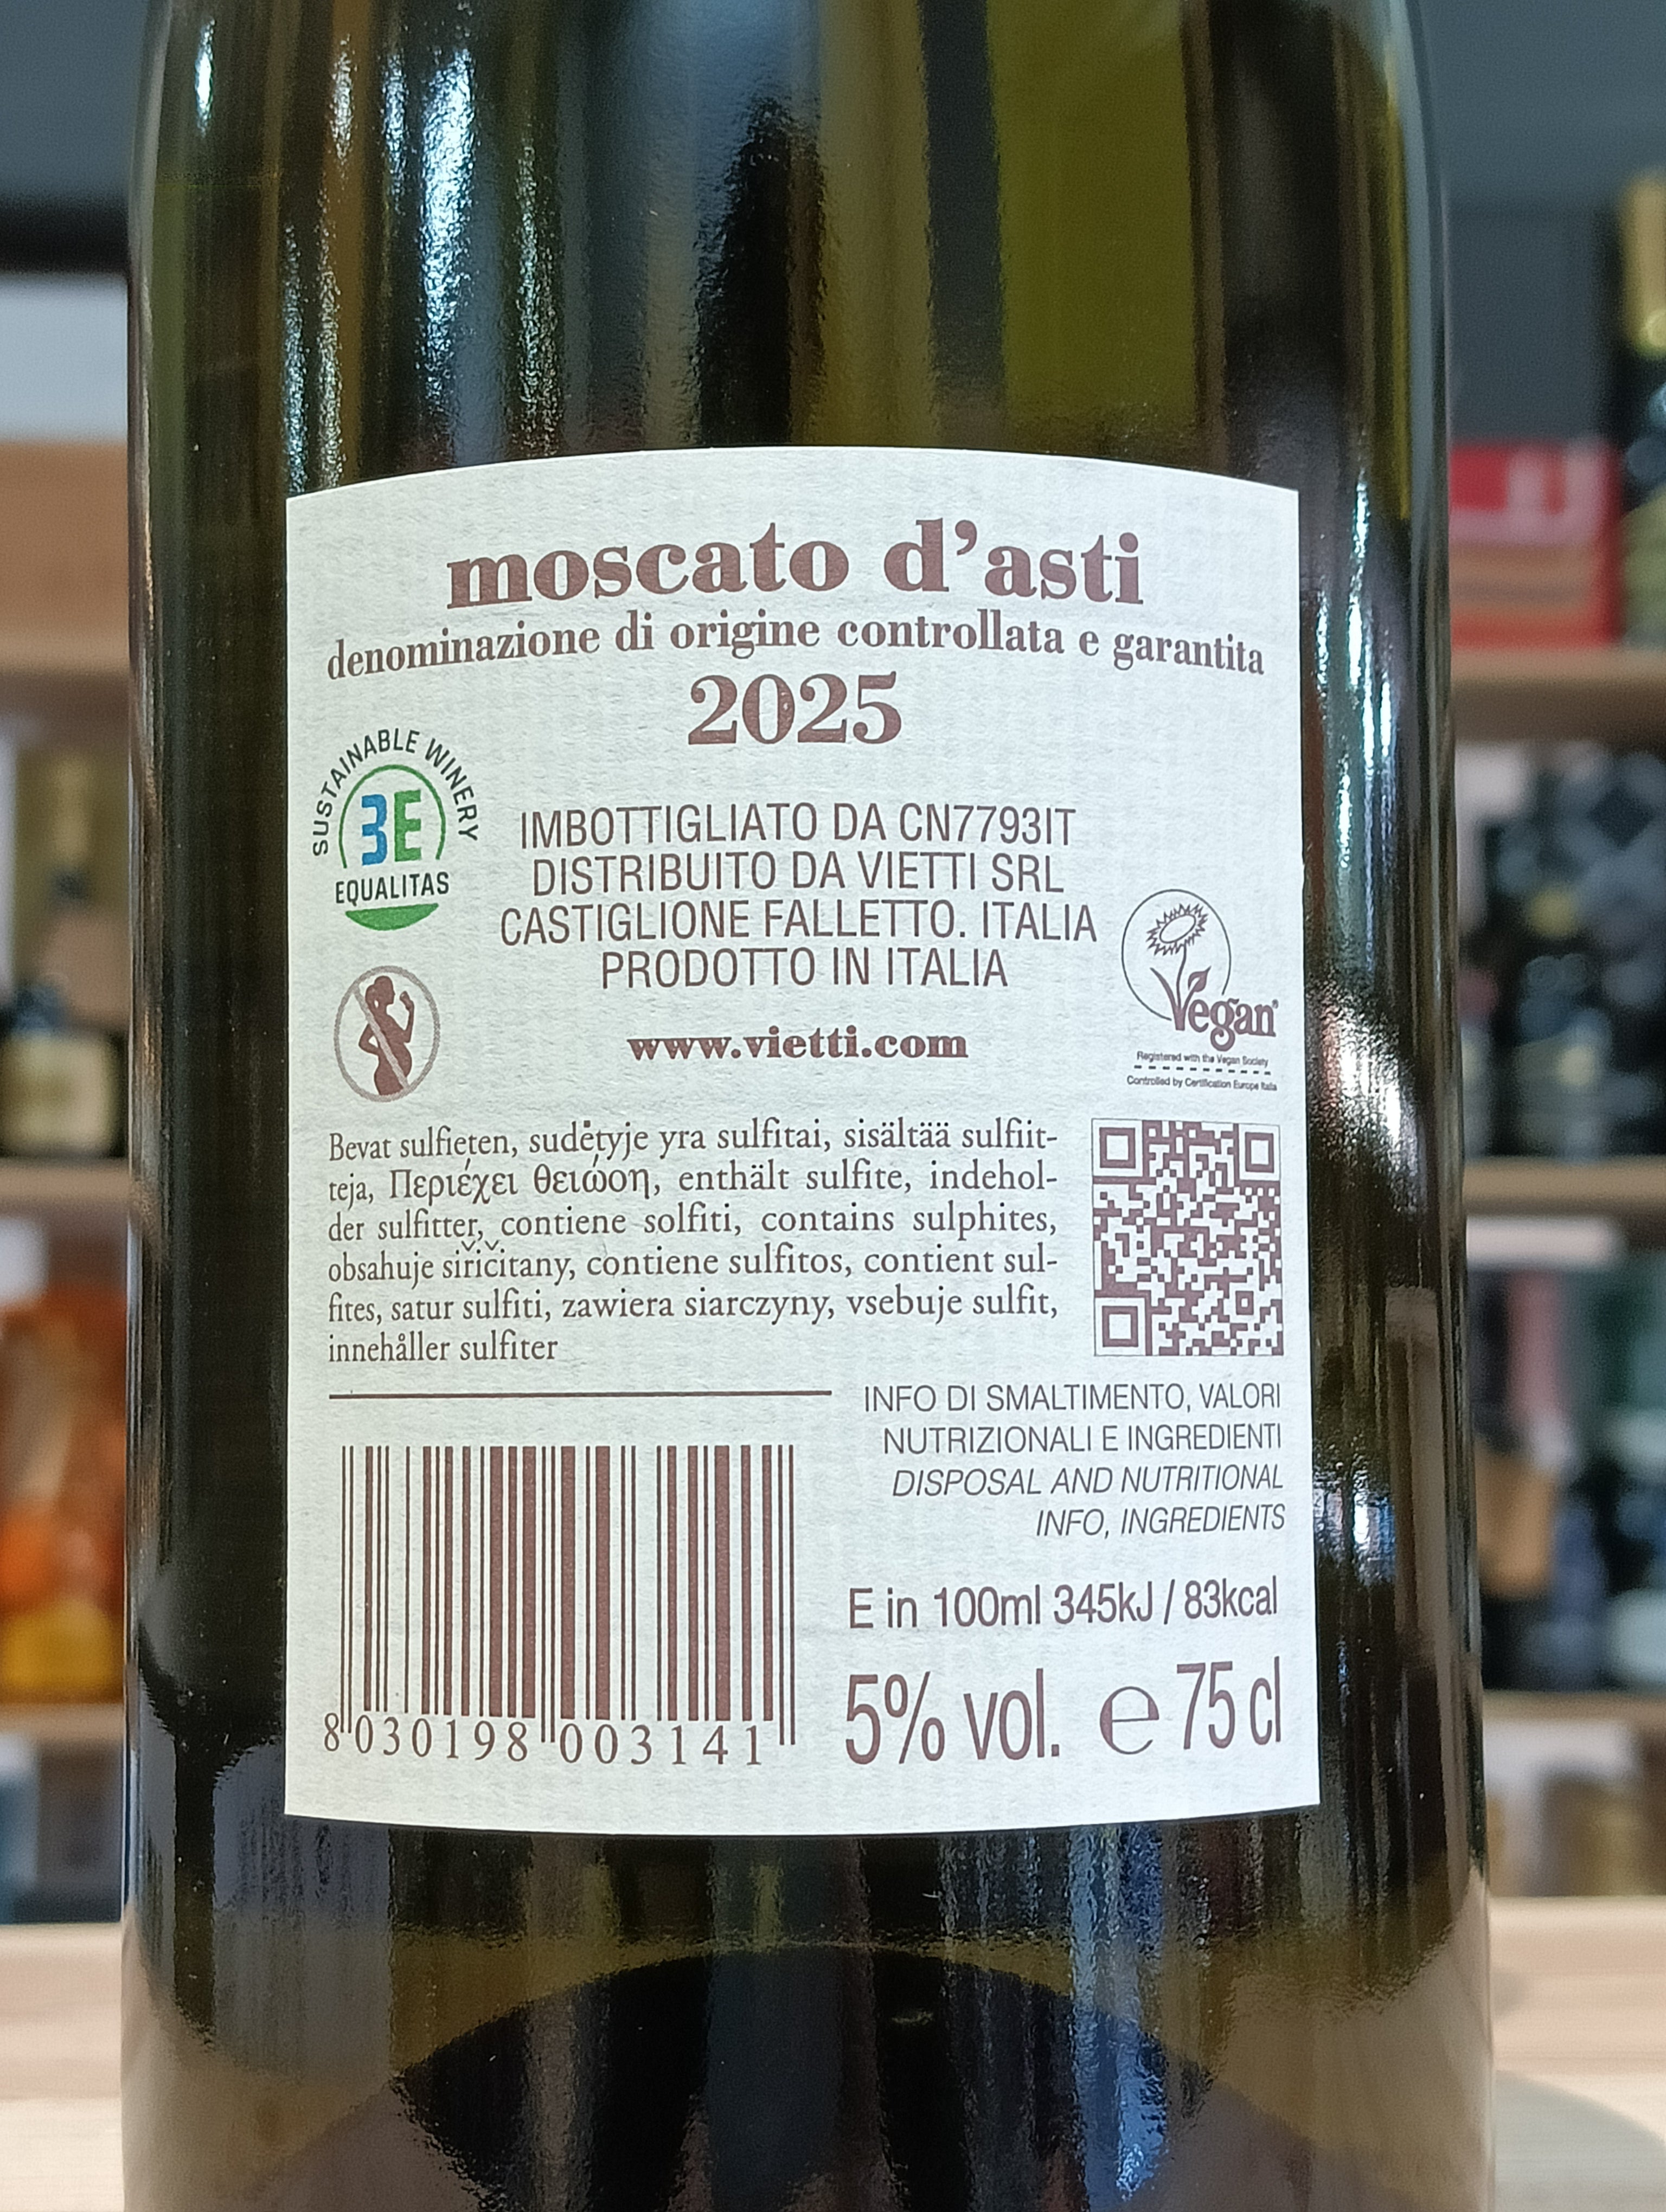 moscato d'asti
denominazione di origine controllata e garantita
2025
SUSTAINABLE WINERY
3E
EQUALITAS
IMBOTTIGLIATO DA CN7793IT
DISTRIBUITO DA VIETTI SRL
CASTIGLIONE FALLETTO. ITALIA
PRODOTTO IN ITALIA
www.vietti.com
Vegan®
Registered with the Vegan Society
Controlled by Certification Europe Italia
Bevat sulfieten, sudėtyje yra sulfitai, sisältää sulfiit-
teja, Περιέχει θειώση, enthält sulfite, indehol-
der sulfitter, contiene solfiti, contains sulphites,
obsahuje siřičitany, contiene sulfitos, contient sul-
fites, satur sulfiti, zawiera siarczyny, vsebuje sulfit,
innehåller sulfiter
INFO DI SMALTIMENTO, VALORI
NUTRIZIONALI E INGREDIENTI
DISPOSAL AND NUTRITIONAL
INFO, INGREDIENTS
E in 100ml 345kJ / 83kcal
5% vol. ℮ 75 cl
8 030198 003141